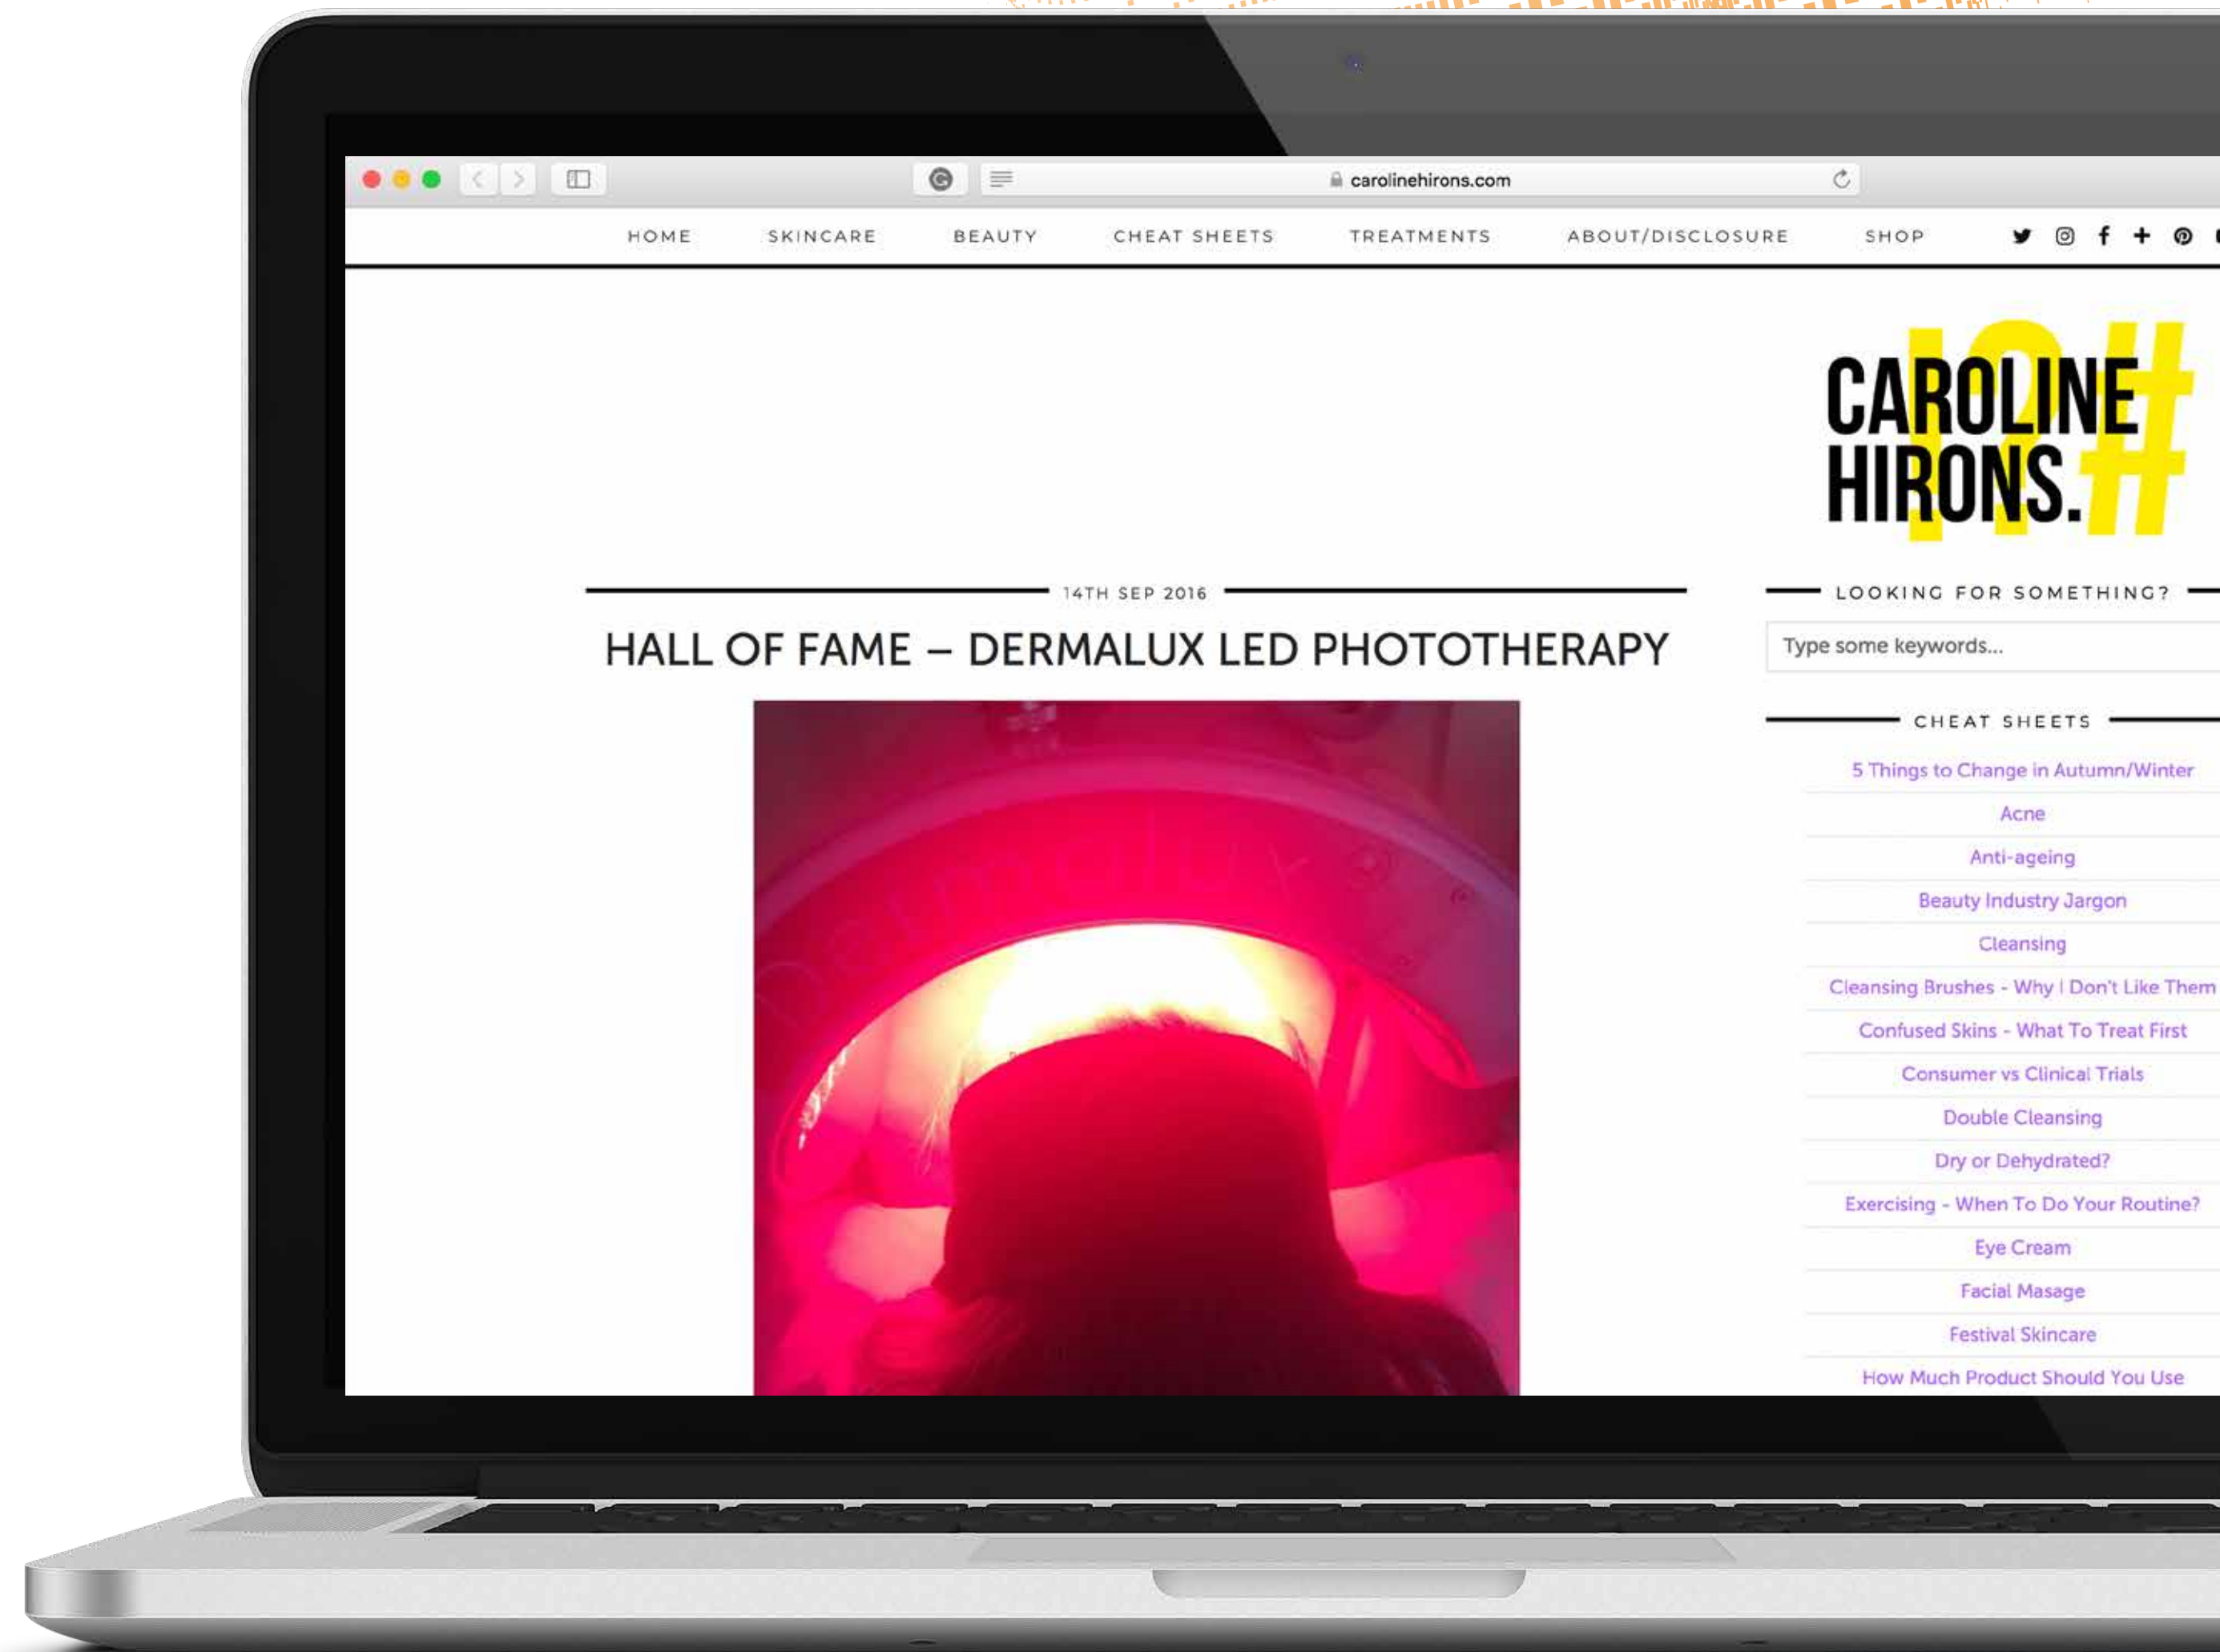 carolinehirons.com
HOME SKINCARE BEAUTY CHEAT SHEETS TREATMENTS ABOUT/DISCLOSURE SHOP
CAROLINE
HIRONS.
!?#
14TH SEP 2016
HALL OF FAME – DERMALUX LED PHOTOTHERAPY
Dermalux
LOOKING FOR SOMETHING?
Type some keywords...
CHEAT SHEETS
5 Things to Change in Autumn/Winter
Acne
Anti-ageing
Beauty Industry Jargon
Cleansing
Cleansing Brushes - Why I Don't Like Them
Confused Skins - What To Treat First
Consumer vs Clinical Trials
Double Cleansing
Dry or Dehydrated?
Exercising - When To Do Your Routine?
Eye Cream
Facial Masage
Festival Skincare
How Much Product Should You Use